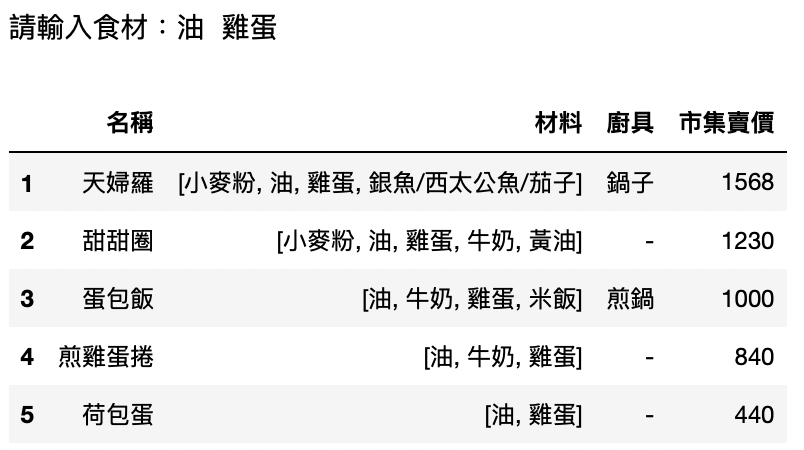 請輸入食材：油 雞蛋
名稱 材料 廚具 市集賣價
1 天婦羅 [小麥粉, 油, 雞蛋, 銀魚/西太公魚/茄子] 鍋子 1568
2 甜甜圈 [小麥粉, 油, 雞蛋, 牛奶, 黃油] - 1230
3 蛋包飯 [油, 牛奶, 雞蛋, 米飯] 煎鍋 1000
4 煎雞蛋捲 [油, 牛奶, 雞蛋] - 840
5 荷包蛋 [油, 雞蛋] - 440